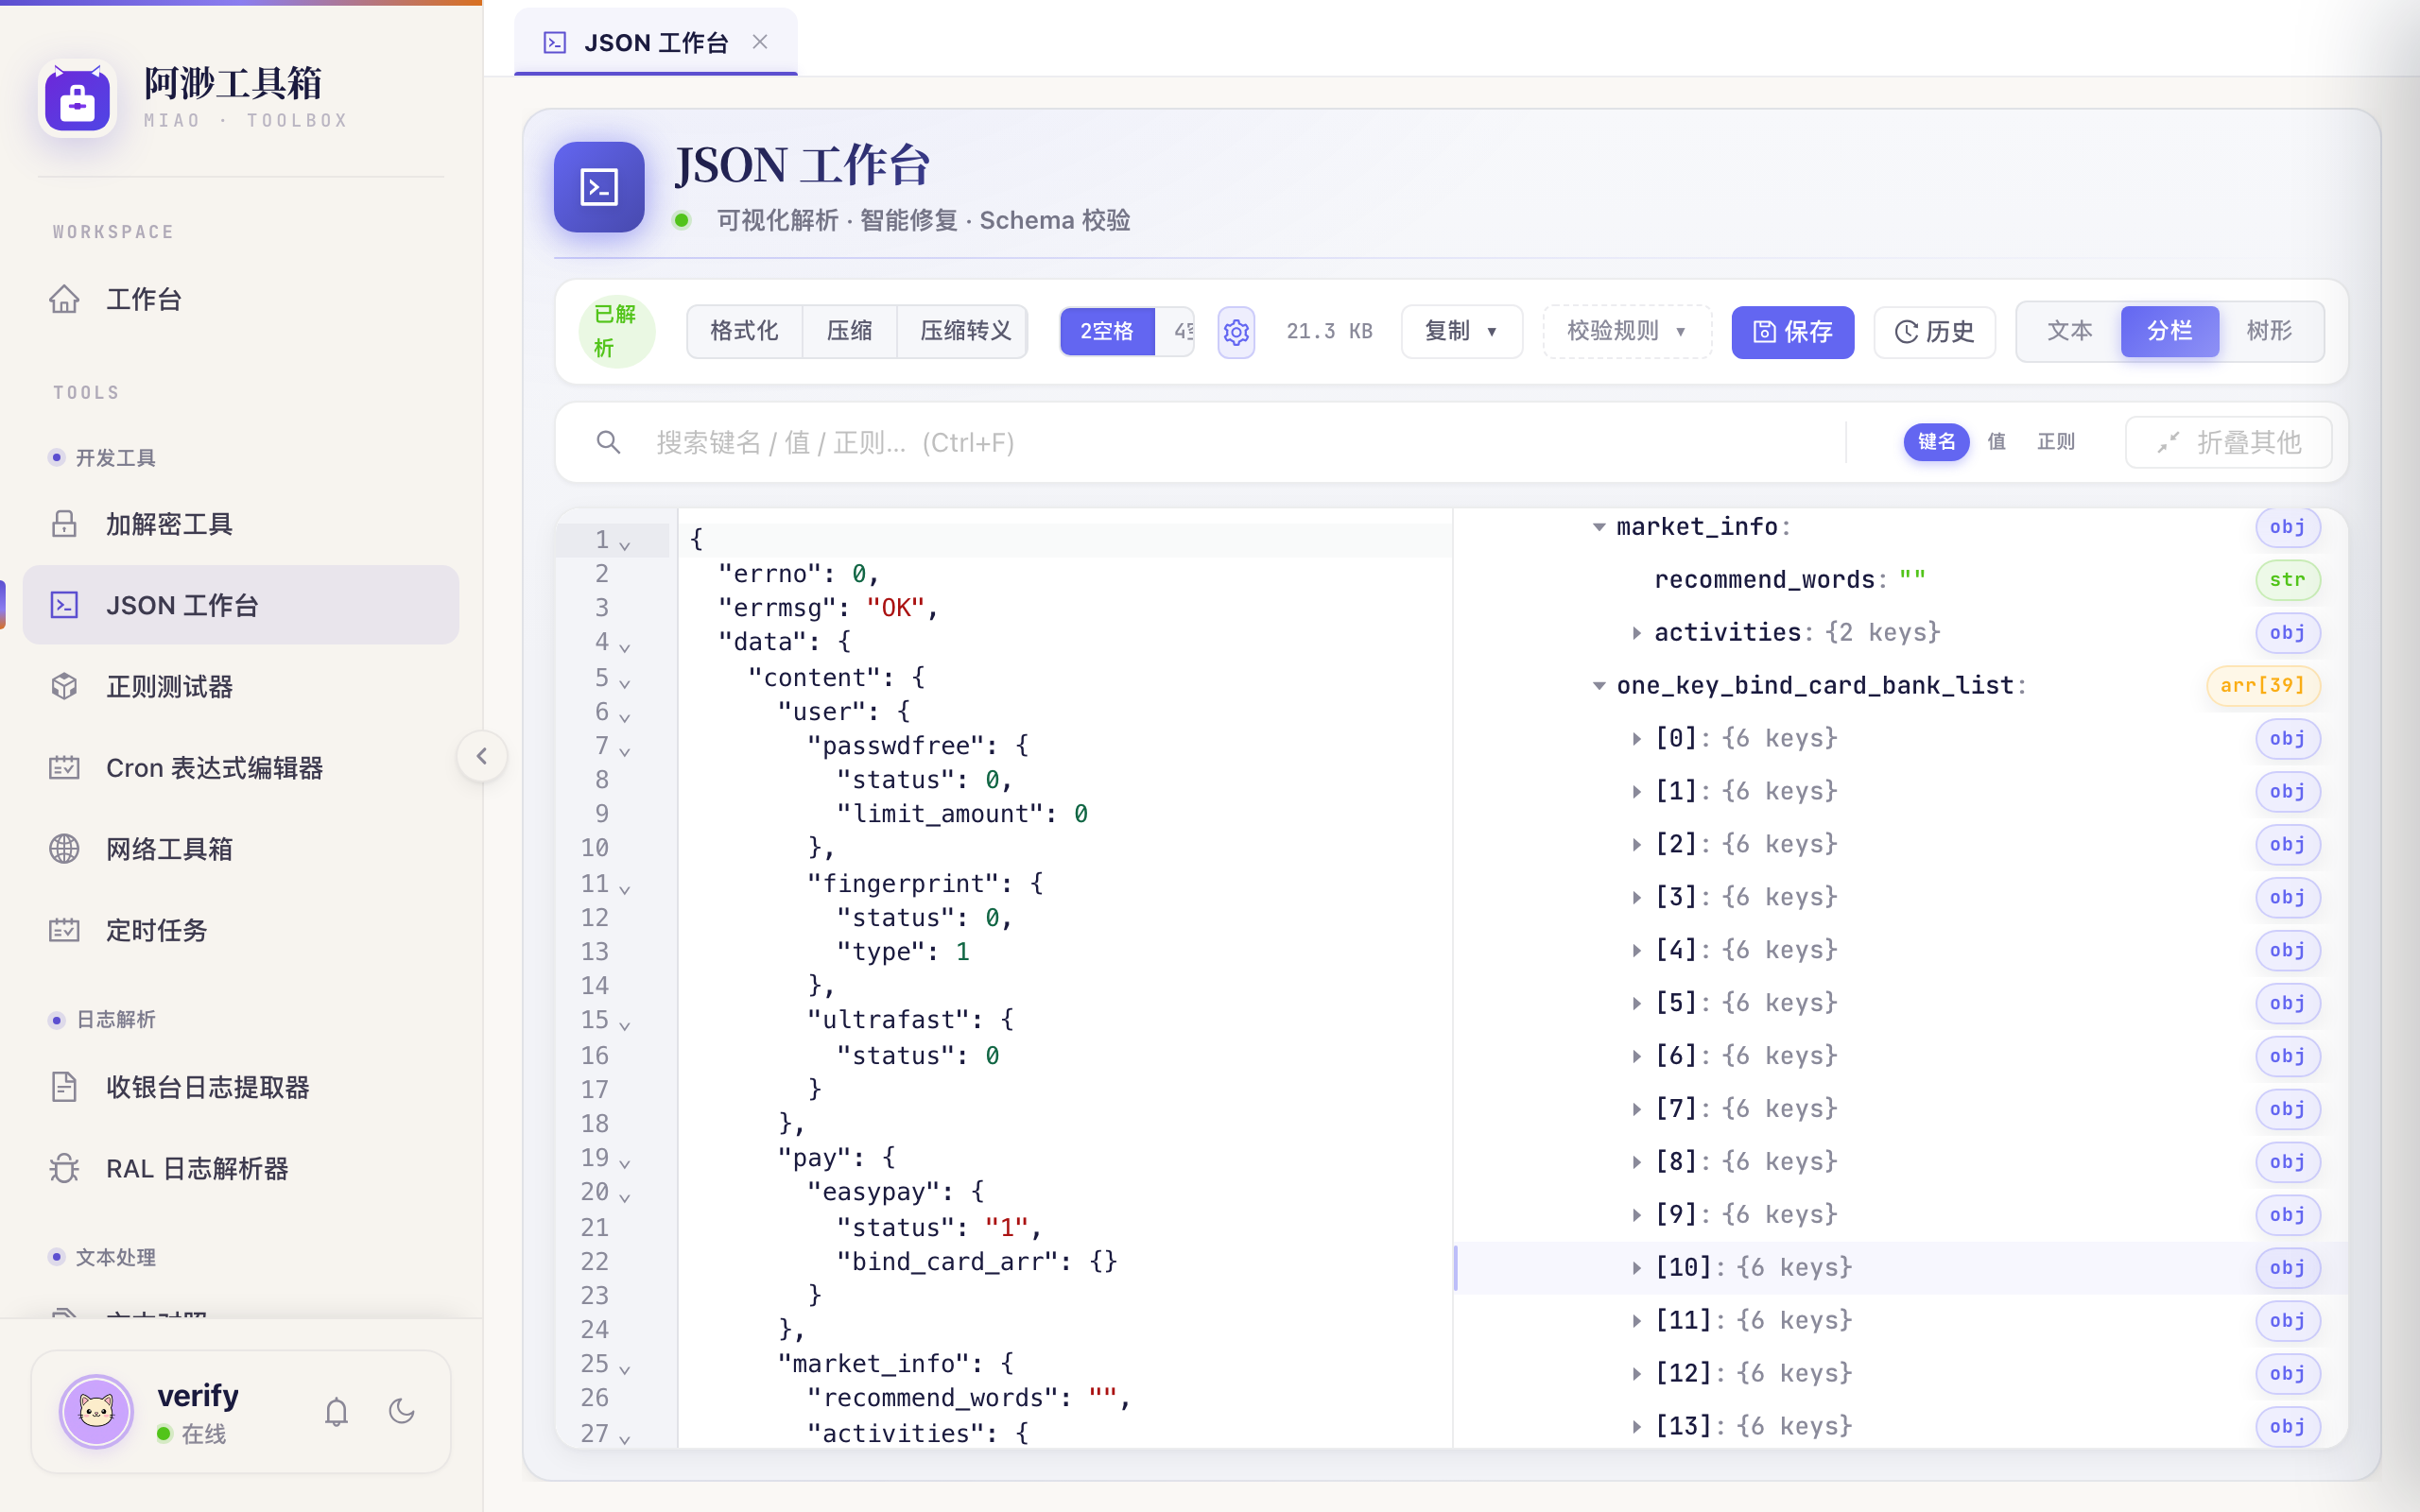 阿渺工具箱
MIAO · TOOLBOX
WORKSPACE
工作台
TOOLS
开发工具
加解密工具
JSON 工作台
正则测试器
Cron 表达式编辑器
网络工具箱
定时任务
日志解析
收银台日志提取器
RAL 日志解析器
文本处理
verify
在线
JSON 工作台
JSON 工作台
可视化解析 · 智能修复 · Schema 校验
已解析
格式化 压缩 压缩转义 2空格 21.3 KB 复制 校验规则 保存 历史 文本 分栏 树形
搜索键名 / 值 / 正则... (Ctrl+F) 键名 值 正则 折叠其他
1 {
2 "errno": 0,
3 "errmsg": "OK",
4 "data": {
5 "content": {
6 "user": {
7 "passwdfree": {
8 "status": 0,
9 "limit_amount": 0
10 },
11 "fingerprint": {
12 "status": 0,
13 "type": 1
14 },
15 "ultrafast": {
16 "status": 0
17 }
18 },
19 "pay": {
20 "easypay": {
21 "status": "1",
22 "bind_card_arr": {}
23 }
24 },
25 "market_info": {
26 "recommend_words": "",
27 "activities": {
market_info: obj
recommend_words: "" str
activities: {2 keys} obj
one_key_bind_card_bank_list: arr[39]
[0]: {6 keys} obj
[1]: {6 keys} obj
[2]: {6 keys} obj
[3]: {6 keys} obj
[4]: {6 keys} obj
[5]: {6 keys} obj
[6]: {6 keys} obj
[7]: {6 keys} obj
[8]: {6 keys} obj
[9]: {6 keys} obj
[10]: {6 keys} obj
[11]: {6 keys} obj
[12]: {6 keys} obj
[13]: {6 keys} obj